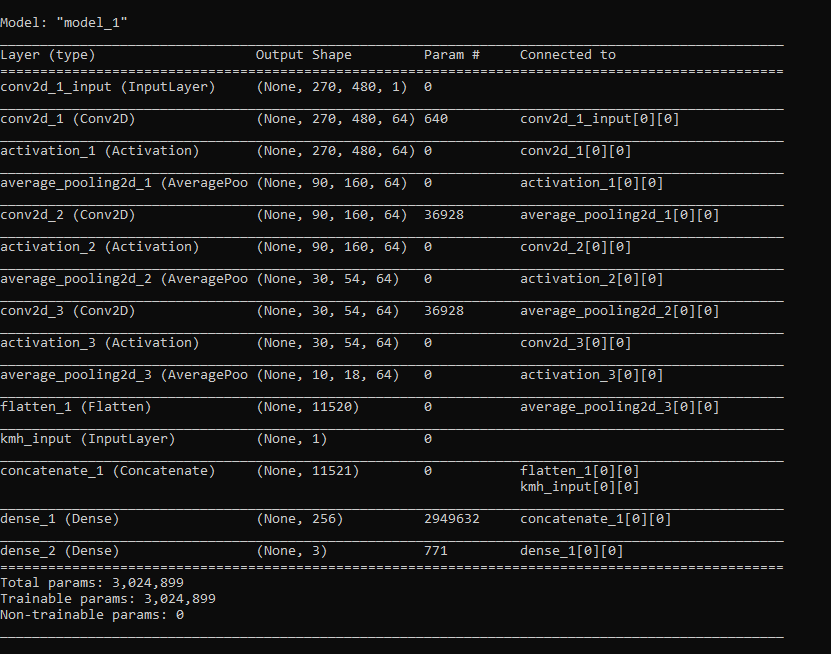 Model: "model_1"
Layer (type) Output Shape Param # Connected to
conv2d_1_input (InputLayer) (None, 270, 480, 1) 0
conv2d_1 (Conv2D) (None, 270, 480, 64) 640 conv2d_1_input[0][0]
activation_1 (Activation) (None, 270, 480, 64) 0 conv2d_1[0][0]
average_pooling2d_1 (AveragePoo (None, 90, 160, 64) 0 activation_1[0][0]
conv2d_2 (Conv2D) (None, 90, 160, 64) 36928 average_pooling2d_1[0][0]
activation_2 (Activation) (None, 90, 160, 64) 0 conv2d_2[0][0]
average_pooling2d_2 (AveragePoo (None, 30, 54, 64) 0 activation_2[0][0]
conv2d_3 (Conv2D) (None, 30, 54, 64) 36928 average_pooling2d_2[0][0]
activation_3 (Activation) (None, 30, 54, 64) 0 conv2d_3[0][0]
average_pooling2d_3 (AveragePoo (None, 10, 18, 64) 0 activation_3[0][0]
flatten_1 (Flatten) (None, 11520) 0 average_pooling2d_3[0][0]
kmh_input (InputLayer) (None, 1) 0
concatenate_1 (Concatenate) (None, 11521) 0 flatten_1[0][0]
kmh_input[0][0]
dense_1 (Dense) (None, 256) 2949632 concatenate_1[0][0]
dense_2 (Dense) (None, 3) 771 dense_1[0][0]
Total params: 3,024,899
Trainable params: 3,024,899
Non-trainable params: 0